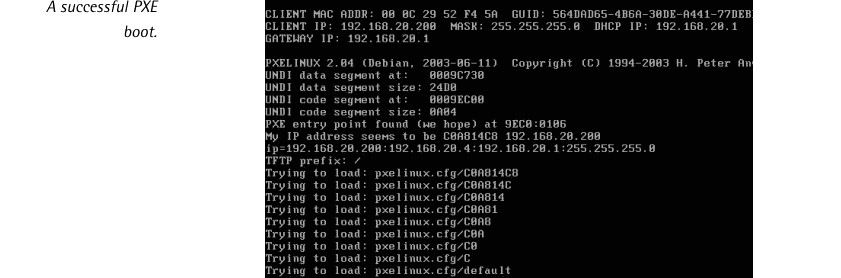 A successful PXE
boot.
CLIENT MAC ADDR: 00 0C 29 52 F4 5A  GUID: 564DAD65-4B6A-30DE-A441-77DEB
CLIENT IP: 192.168.20.200  MASK: 255.255.255.0  DHCP IP: 192.168.20.1
GATEWAY IP: 192.168.20.1
PXELINUX 2.04 (Debian, 2003-06-11)  Copyright (C) 1994-2003 H. Peter
UNDI data segment at:   0009C730
UNDI data segment size: 24D0
UNDI code segment at:   0009EC00
UNDI code segment size: 0A04
PXE entry point found (we hope) at 9EC0:0106
My IP address seems to be C0A814C8 192.168.20.200
ip=192.168.20.200:192.168.20.4:192.168.20.1:255.255.255.0
TFTP prefix: /
Trying to load: pxelinux.cfg/C0A814C8
Trying to load: pxelinux.cfg/C0A814C
Trying to load: pxelinux.cfg/C0A814
Trying to load: pxelinux.cfg/C0A81
Trying to load: pxelinux.cfg/C0A8
Trying to load: pxelinux.cfg/C0A
Trying to load: pxelinux.cfg/C0
Trying to load: pxelinux.cfg/C
Trying to load: pxelinux.cfg/default